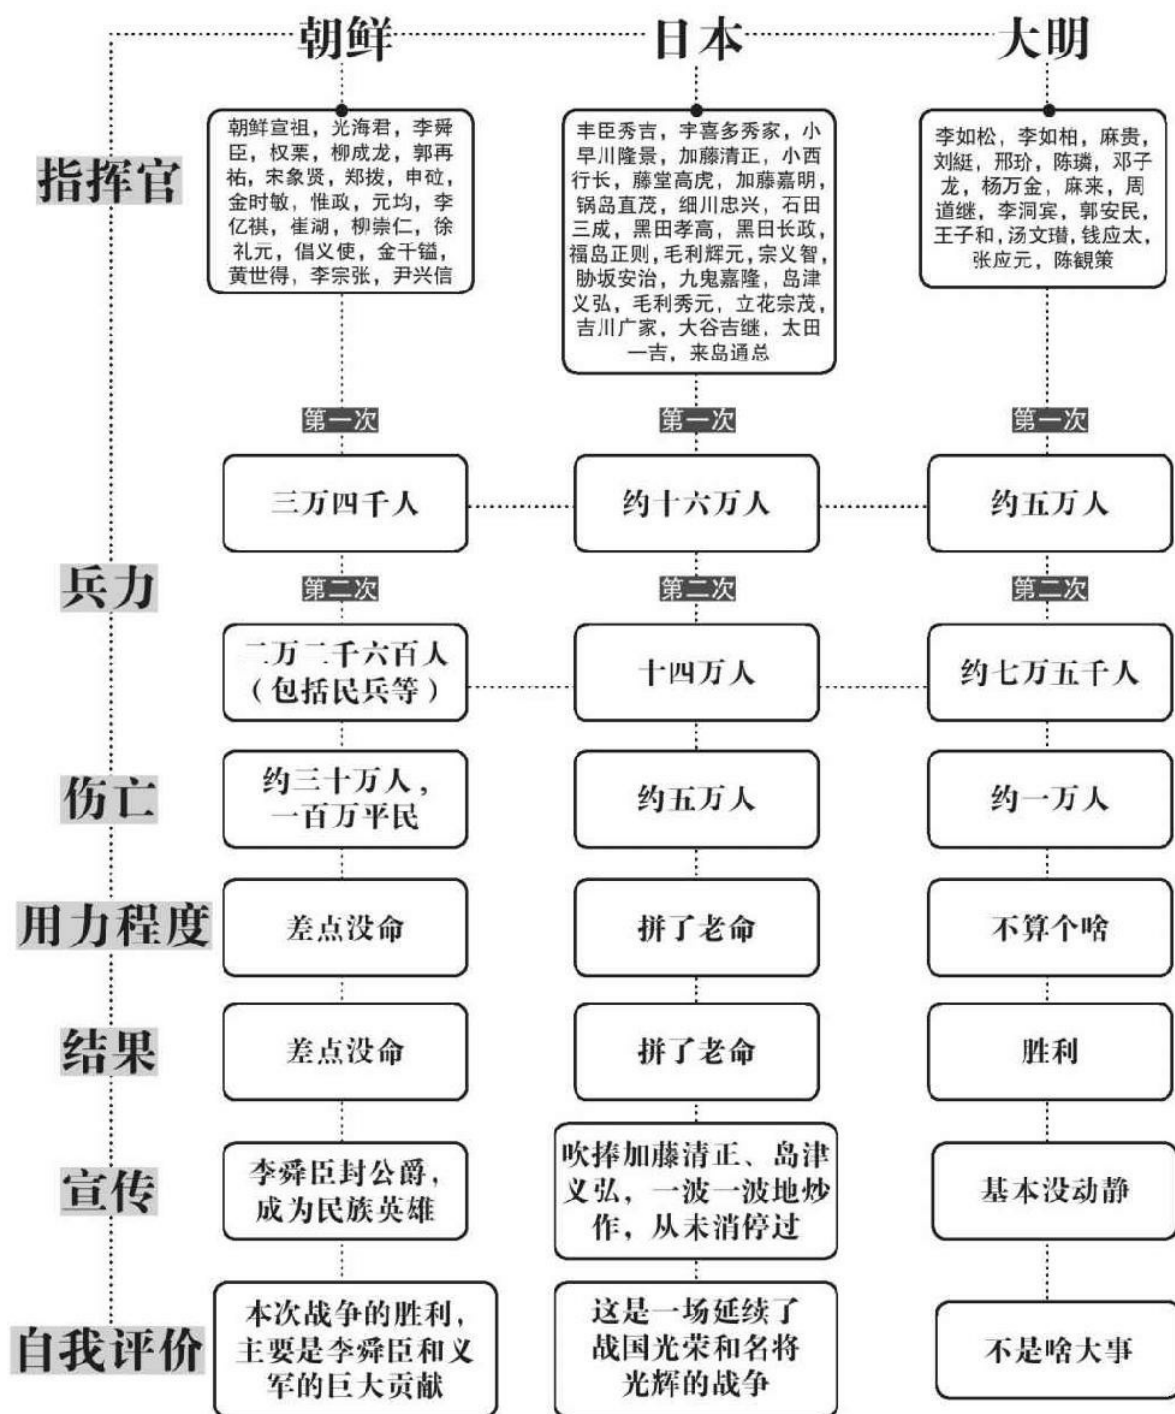 朝鲜
日本
大明
指挥官
朝鲜宣祖，光海君，李舜
臣，权栗，柳成龙，郭再
祐，宋象贤，郑拨，申砬，
金时敏，惟政，元均，李
亿祺，崔湖，柳崇仁，徐
礼元，倡义使，金千镒，
黄世得，李宗张，尹兴信
丰臣秀吉，宇喜多秀家，小
早川隆景，加藤清正，小西
行长，藤堂高虎，加藤嘉明，
锅岛直茂，细川忠兴，石田
三成，黑田孝高，黑日长政，
福岛正则，毛利辉元，宗义智，
胁坂安治，九鬼嘉隆，岛津
义弘，毛利秀元，立花宗茂，
吉川广家，大谷吉继，太田
一吉，来岛通总
李如松，李如柏，麻贵，
刘綎，邢玠，陈璘，邓子
龙，杨万金，麻来，周
道继，李洞宾，郭安民，
王子和，汤文瓒，钱应太，
张应元，陈観策
兵力
第一次
第一次
第一次
三万四千人
约十六万人
约五万人
第二次
第二次
第二次
二万二千六百人
（包括民兵等）
十四万人
约七万五千人
伤亡
约三十万人，
一百万平民
约五万人
约一万人
用力程度
差点没命
拼了老命
不算个啥
结果
差点没命
拼了老命
胜利
宣传
李舜臣封公爵，
成为民族英雄
吹捧加藤清正、岛津
义弘，一波一波地炒
作，从未消停过
基本没动静
自我评价
本次战争的胜利，
主要是李舜臣和义
军的巨大贡献
这是一场延续了
战国光荣和名将
光辉的战争
不是啥大事